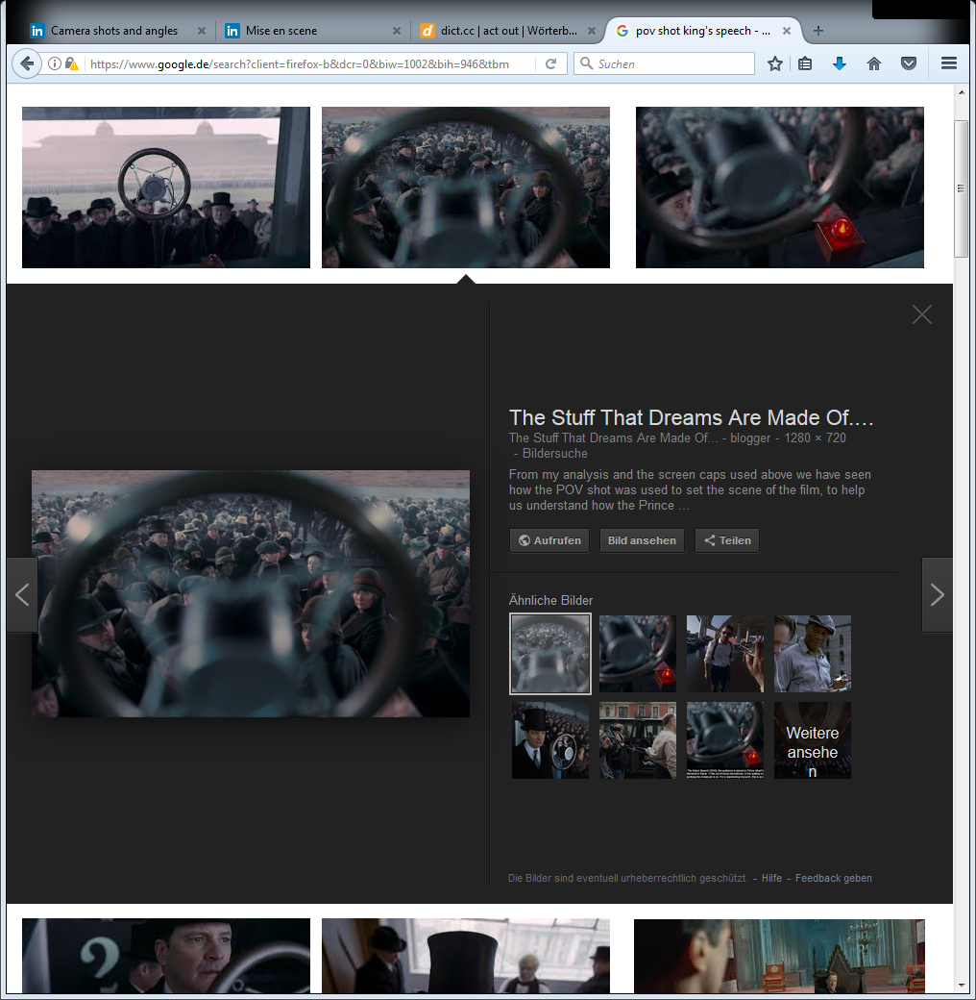 in Camera shots and angles
in Mise en scene
d dict.cc | act out | Wörterb...
G pov shot king's speech - ...
https://www.google.de/search?client=firefox-b&dcr=0&biw=1002&bih=946&tbm
Suchen
The Stuff That Dreams Are Made Of....
The Stuff That Dreams Are Made Of... - blogger - 1280 × 720
- Bildersuche
From my analysis and the screen caps used above we have seen
how the POV shot was used to set the scene of the film, to help
us understand how the Prince ...
Aufrufen
Bild ansehen
Teilen
Ähnliche Bilder
Weitere
ansehe
n
Die Bilder sind eventuell urheberrechtlich geschützt. - Hilfe - Feedback geben
?